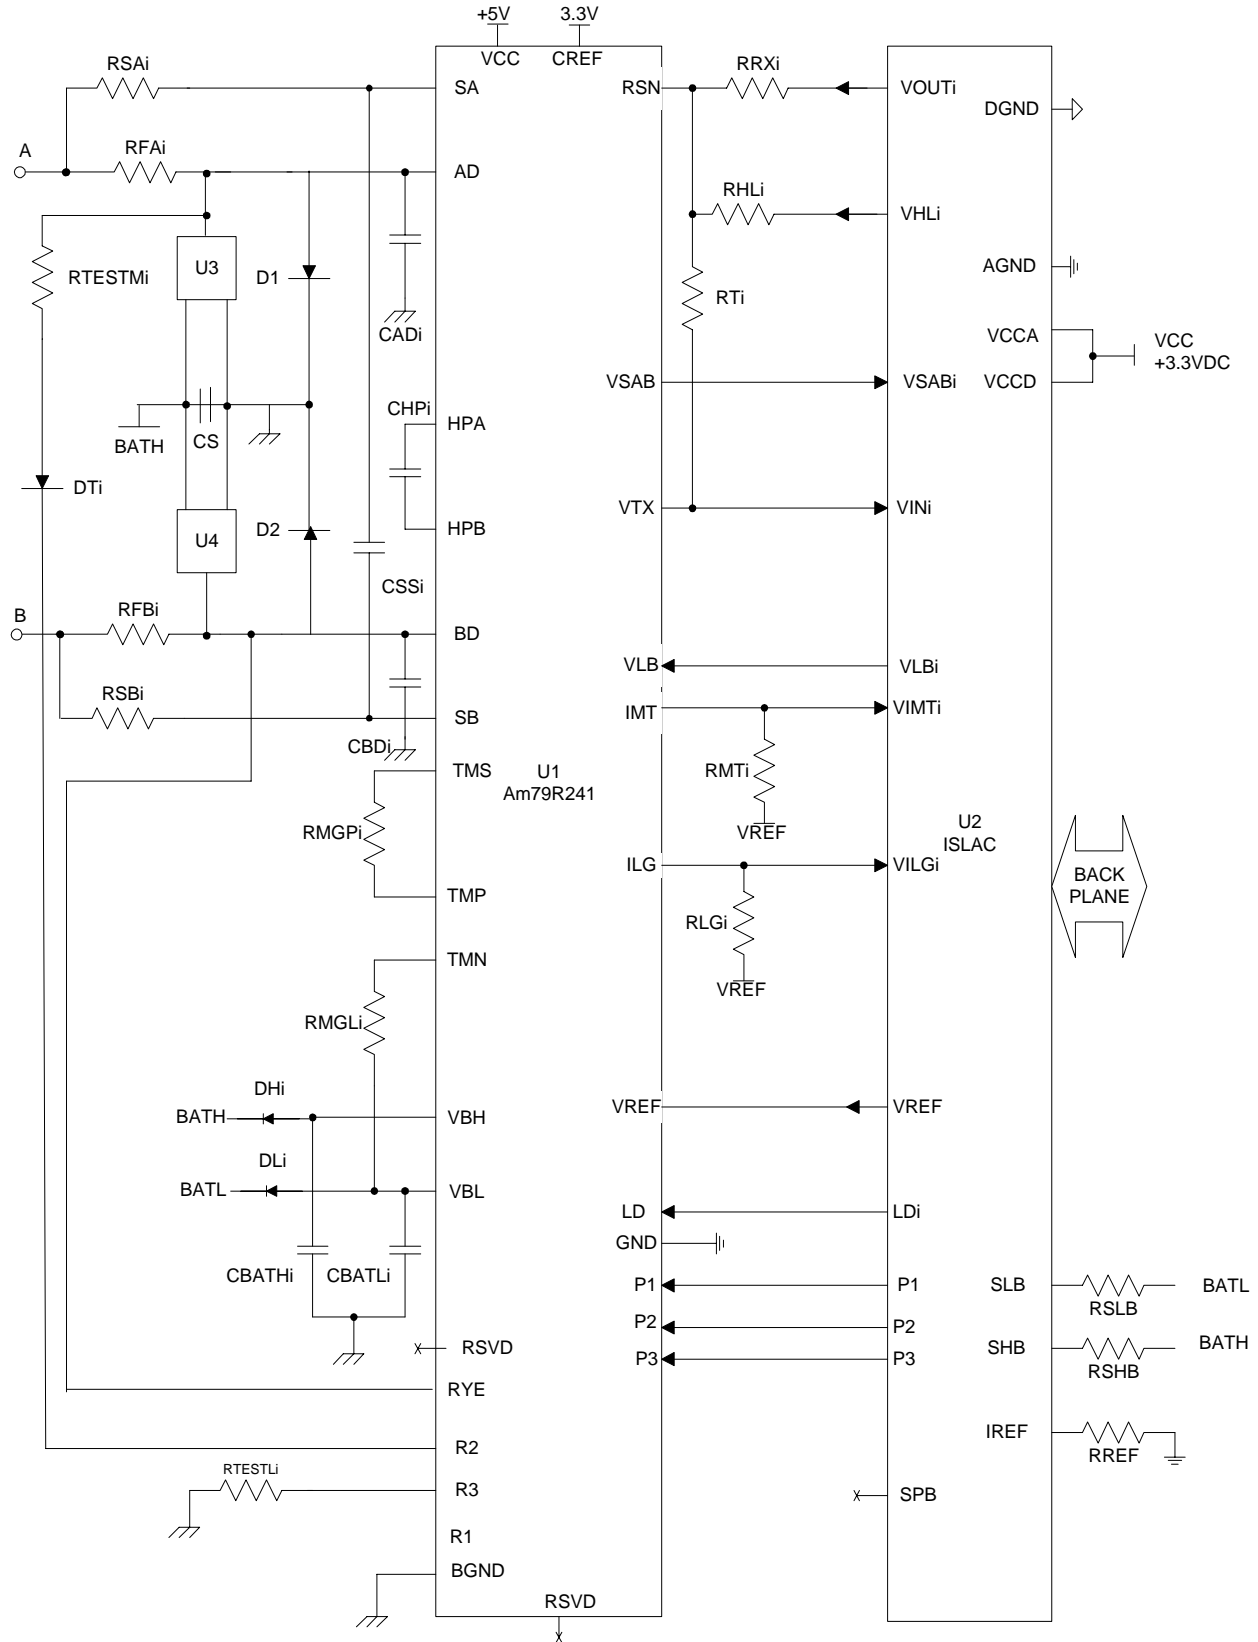 +5V
3.3V
VCC
CREF
RSAi
SA
RSN
RRXi
VOUTi
DGND
A
RFAi
AD
RHLi
VHLi
U3
D1
RTESTMi
AGND
RTi
CADi
VCCA
VCC
+3.3VDC
VSAB
VSABi
VCCD
CHPi
HPA
BATH
CS
DTi
VTX
VINi
D2
HPB
U4
CSSi
B
RFBi
BD
VLB
VLBi
RSBi
SB
IMT
VIMTi
CBDi
TMS
U1
Am79R241
RMTi
RMGPi
VREF
U2
ISLAC
ILG
VILGi
BACK
PLANE
TMP
RLGi
TMN
VREF
RMGLi
DHi
BATH
VBH
VREF
VREF
DLi
BATL
VBL
LD
LDi
GND
CBATHi
CBATLi
P1
P1
SLB
BATL
RSLB
P2
P2
RSVD
P3
P3
SHB
BATH
RSHB
RYE
IREF
RREF
R2
RTESTLi
R3
SPB
R1
BGND
RSVD